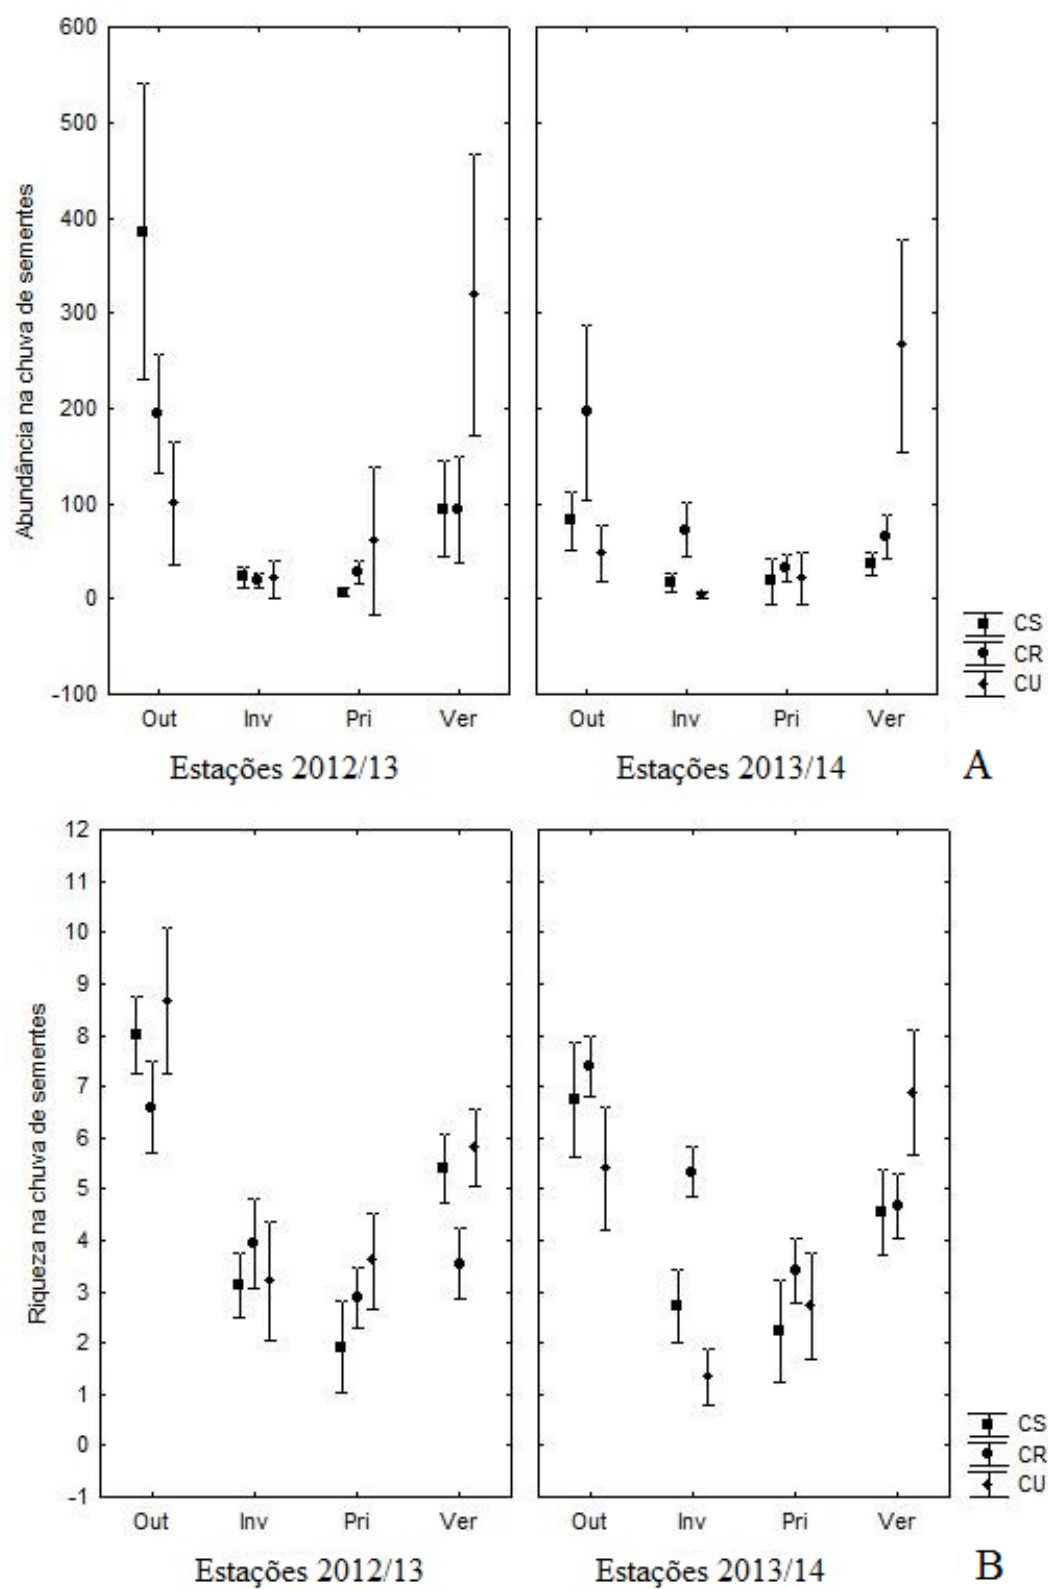 Abundância na chuva de sementes
600
500
400
300
200
100
0
-100
Out Inv Pri Ver
Out Inv Pri Ver
Estações 2012/13
Estações 2013/14
CS
CR
CU
A
Riqueza na chuva de sementes
12
11
10
9
8
7
6
5
4
3
2
1
0
-1
Out Inv Pri Ver
Out Inv Pri Ver
Estações 2012/13
Estações 2013/14
CS
CR
CU
B